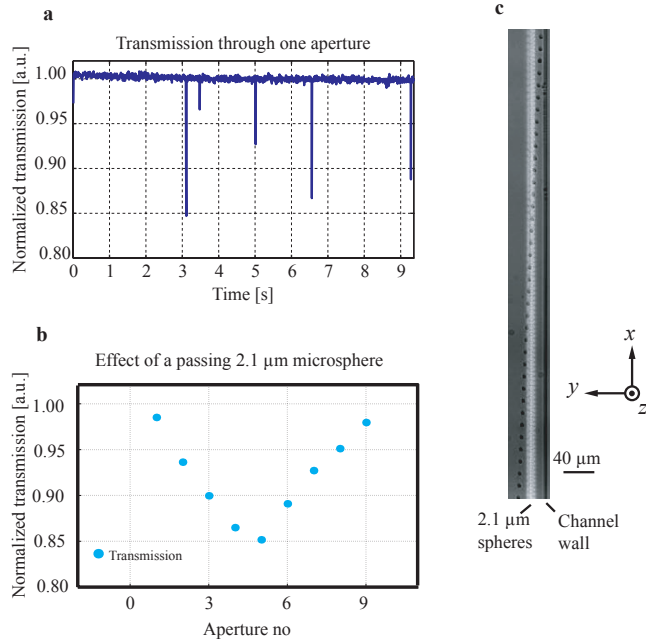 a
Transmission through one aperture
Normalized transmission [a.u.]
1.00
0.95
0.90
0.85
0.80
0 1 2 3 4 5 6 7 8 9
Time [s]
b
Effect of a passing 2.1 µm microsphere
Normalized transmission [a.u.]
1.00
0.95
0.90
0.85
0.80
Transmission
0 3 6 9
Aperture no
c
x
y
z
40 µm
2.1 µm
spheres
Channel
wall